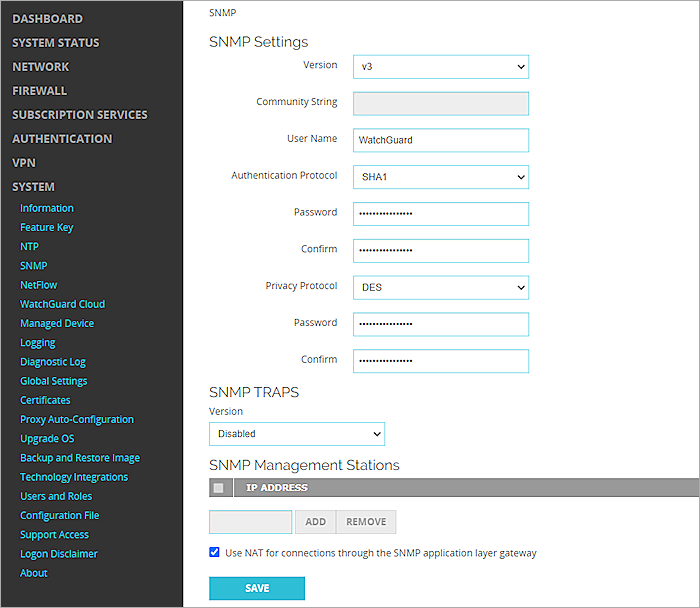 DASHBOARD
SYSTEM STATUS
NETWORK
FIREWALL
SUBSCRIPTION SERVICES
AUTHENTICATION
VPN
SYSTEM
Information
Feature Key
NTP
SNMP
NetFlow
WatchGuard Cloud
Managed Device
Logging
Diagnostic Log
Global Settings
Certificates
Proxy Auto-Configuration
Upgrade OS
Backup and Restore Image
Technology Integrations
Users and Roles
Configuration File
Support Access
Logon Disclaimer
About
SNMP
SNMP Settings
Version v3
Community String
User Name WatchGuard
Authentication Protocol SHA1
Password ••••••••••••••••
Confirm ••••••••••••••••
Privacy Protocol DES
Password ••••••••••••••••
Confirm ••••••••••••••••
SNMP TRAPS
Version
Disabled
SNMP Management Stations
IP ADDRESS
ADD REMOVE
Use NAT for connections through the SNMP application layer gateway
SAVE